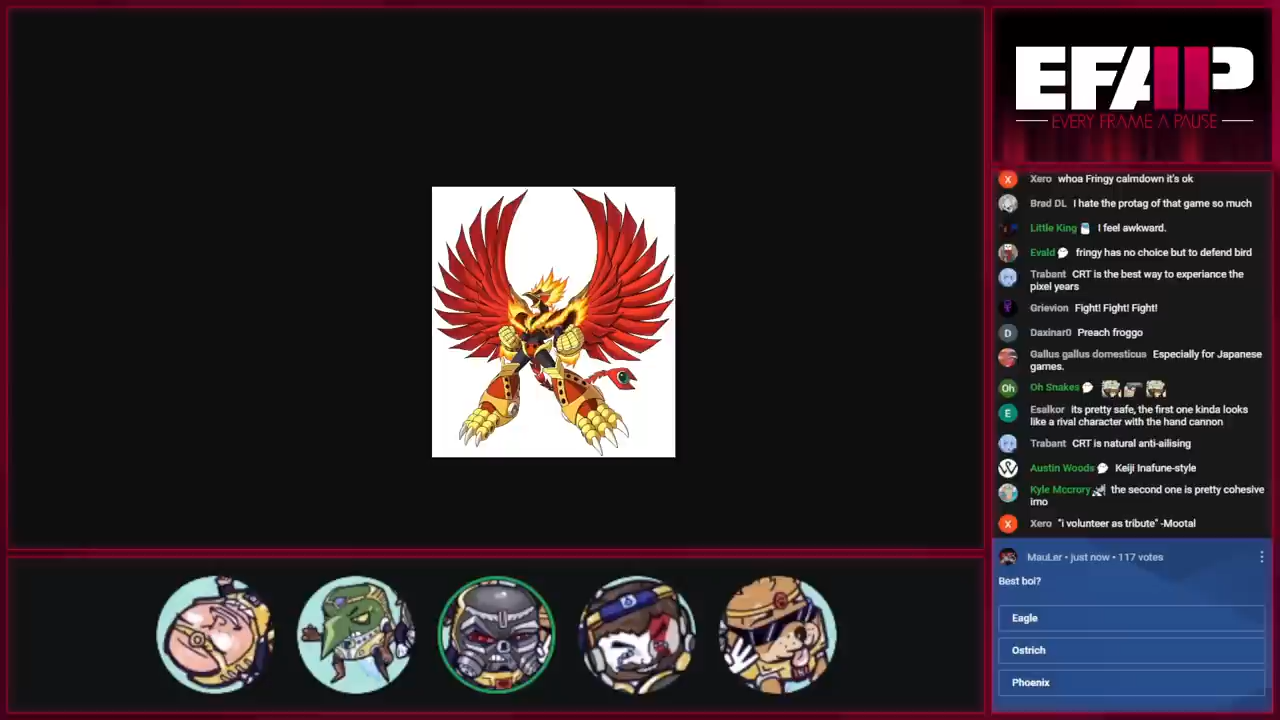 EFAP
EVERY FRAME A PAUSE
X Xero whoa Fringy calmdown it's ok
Brad DL I hate the protag of that game so much
Little King I feel awkward.
Evald fringy has no choice but to defend bird
Trabant CRT is the best way to experiance the
pixel years
Grievion Fight! Fight! Fight!
D Daxinar0 Preach froggo
Gallus gallus domesticus Especially for Japanese
games.
Oh Oh Snakes
E Esalkor its pretty safe, the first one kinda looks
like a rival character with the hand cannon
Trabant CRT is natural anti-ailising
Austin Woods Keiji Inafune-style
Kyle Mccrory the second one is pretty cohesive
imo
X Xero "i volunteer as tribute" -Mootal
MauLer • just now • 117 votes
Best boi?
Eagle
Ostrich
Phoenix